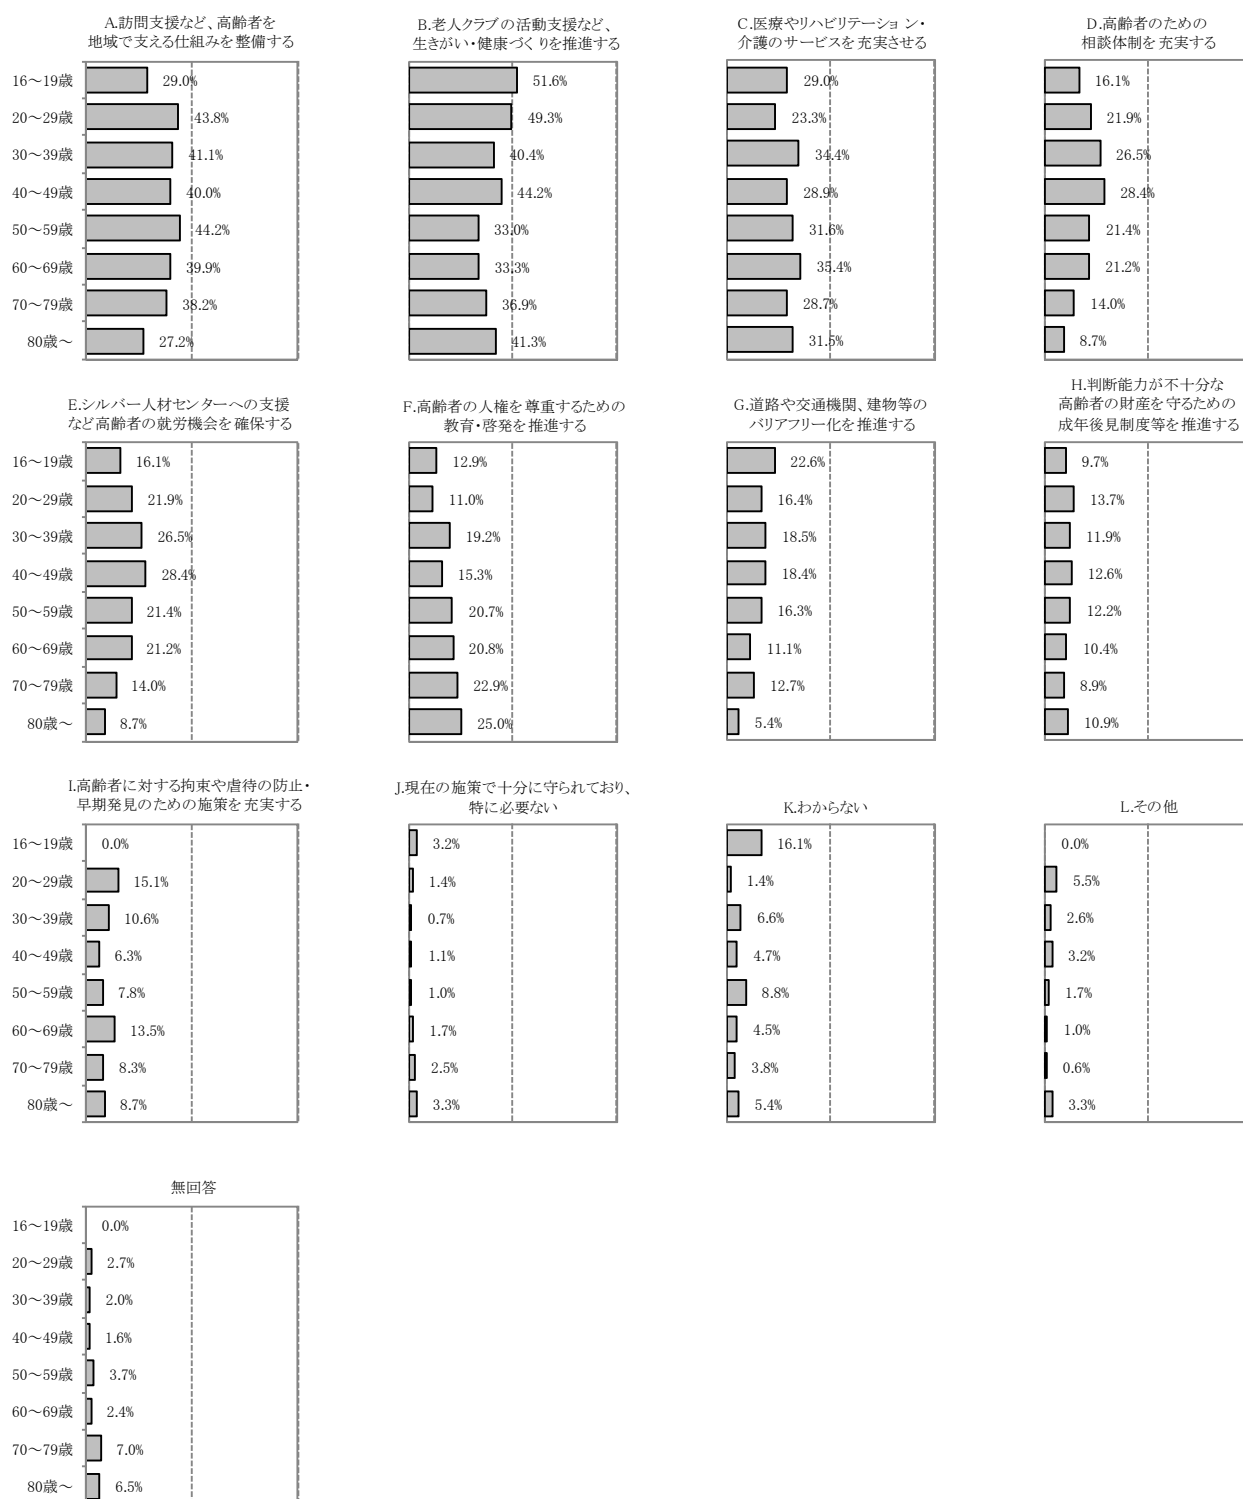 A.訪問支援など、高齢者を
地域で支える仕組みを整備する
16～19歳 29.0%
20～29歳 43.8%
30～39歳 41.1%
40～49歳 40.0%
50～59歳 44.2%
60～69歳 39.9%
70～79歳 38.2%
80歳～ 27.2%
B.老人クラブの活動支援など、
生きがい・健康づくりを推進する
51.6%
49.3%
40.4%
44.2%
33.0%
33.3%
36.9%
41.3%
C.医療やリハビリテーション・
介護のサービスを充実させる
29.0%
23.3%
34.4%
28.9%
31.6%
35.4%
28.7%
31.5%
D.高齢者のための
相談体制を充実する
16.1%
21.9%
26.5%
28.4%
21.4%
21.2%
14.0%
8.7%
E.シルバー人材センターへの支援
など高齢者の就労機会を確保する
16～19歳 16.1%
20～29歳 21.9%
30～39歳 26.5%
40～49歳 28.4%
50～59歳 21.4%
60～69歳 21.2%
70～79歳 14.0%
80歳～ 8.7%
F.高齢者の人権を尊重するための
教育・啓発を推進する
12.9%
11.0%
19.2%
15.3%
20.7%
20.8%
22.9%
25.0%
G.道路や交通機関、建物等の
バリアフリー化を推進する
22.6%
16.4%
18.5%
18.4%
16.3%
11.1%
12.7%
5.4%
H.判断能力が不十分な
高齢者の財産を守るための
成年後見制度等を推進する
9.7%
13.7%
11.9%
12.6%
12.2%
10.4%
8.9%
10.9%
I.高齢者に対する拘束や虐待の防止・
早期発見のための施策を充実する
16～19歳 0.0%
20～29歳 15.1%
30～39歳 10.6%
40～49歳 6.3%
50～59歳 7.8%
60～69歳 13.5%
70～79歳 8.3%
80歳～ 8.7%
J.現在の施策で十分に守られており、
特に必要ない
3.2%
1.4%
0.7%
1.1%
1.0%
1.7%
2.5%
3.3%
K.わからない
16.1%
1.4%
6.6%
4.7%
8.8%
4.5%
3.8%
5.4%
L.その他
0.0%
5.5%
2.6%
3.2%
1.7%
1.0%
0.6%
3.3%
無回答
16～19歳 0.0%
20～29歳 2.7%
30～39歳 2.0%
40～49歳 1.6%
50～59歳 3.7%
60～69歳 2.4%
70～79歳 7.0%
80歳～ 6.5%